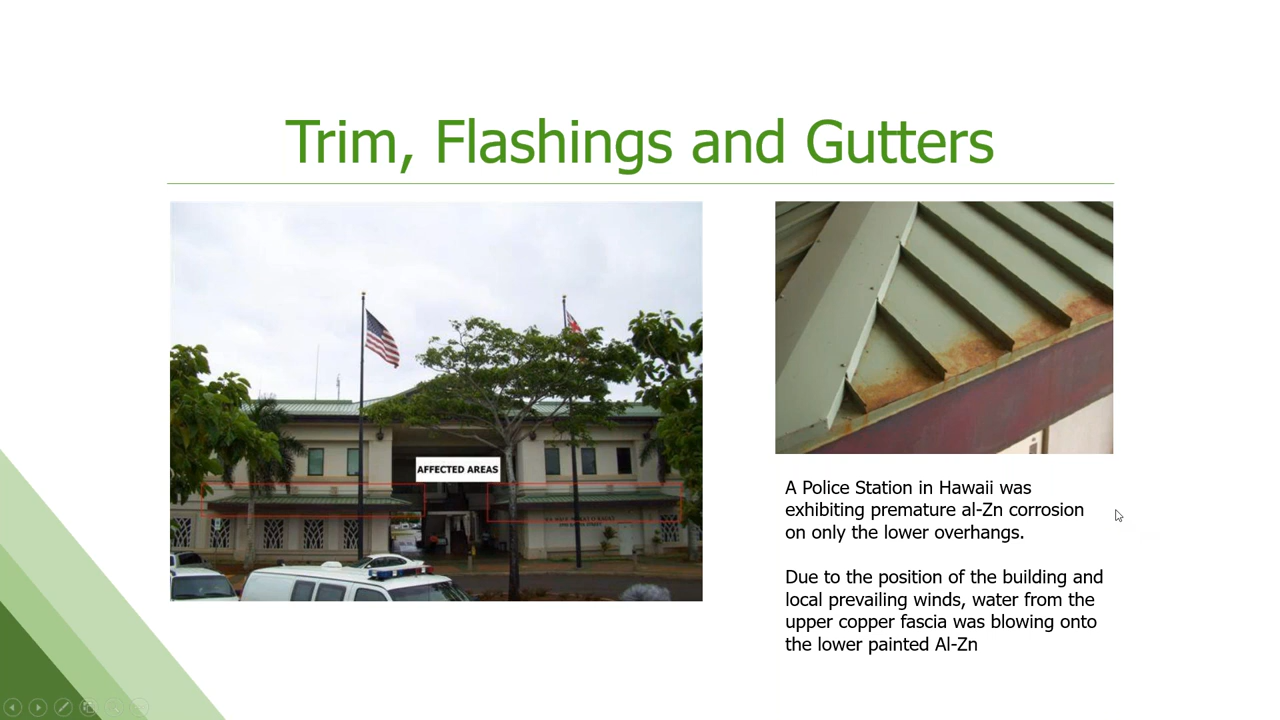 Trim, Flashings and Gutters
AFFECTED AREAS
A Police Station in Hawaii was
exhibiting premature al-Zn corrosion
on only the lower overhangs.
Due to the position of the building and
local prevailing winds, water from the
upper copper fascia was blowing onto
the lower painted Al-Zn